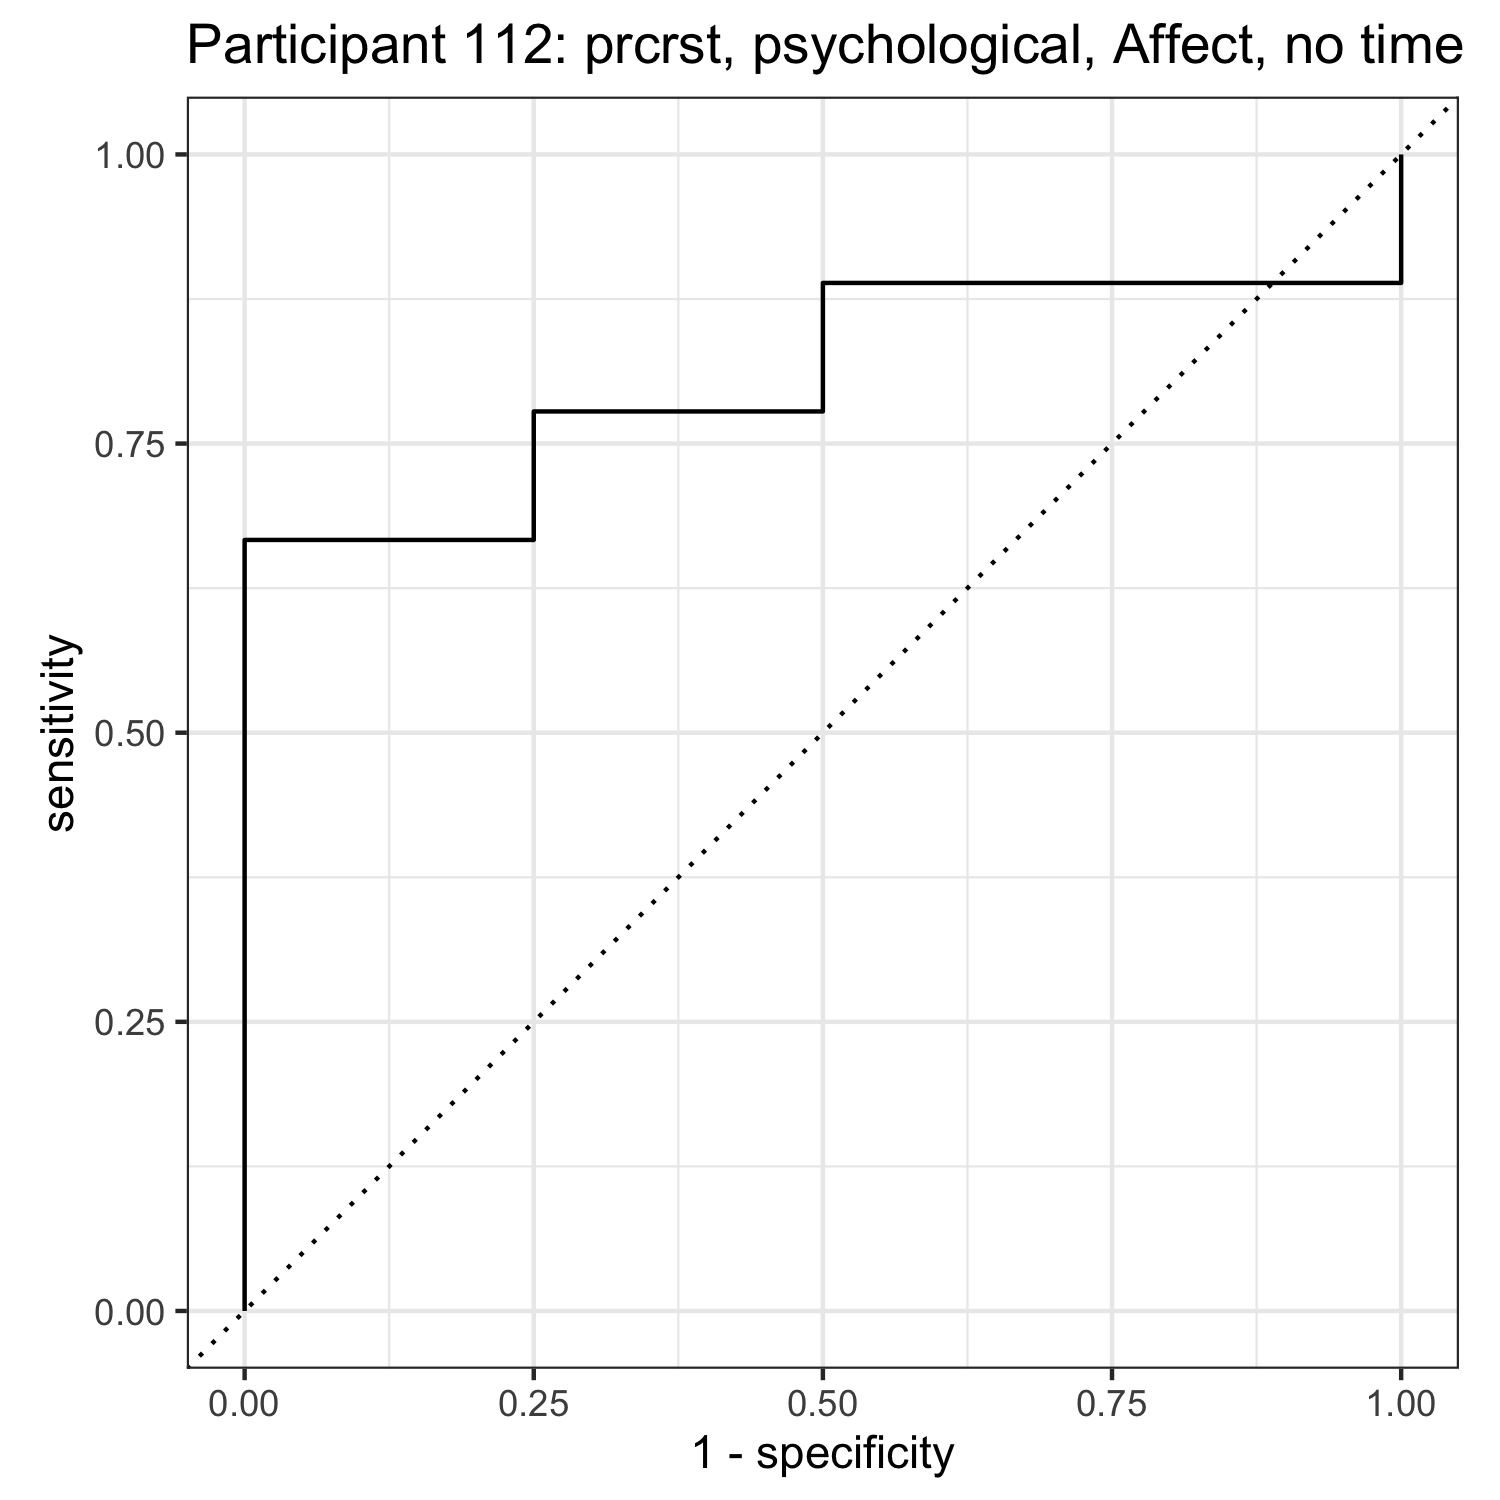 Participant 112: prcrst, psychological, Affect, no time
1.00
0.75
0.50
0.25
0.00
sensitivity
0.00 0.25 0.50 0.75 1.00
1 - specificity